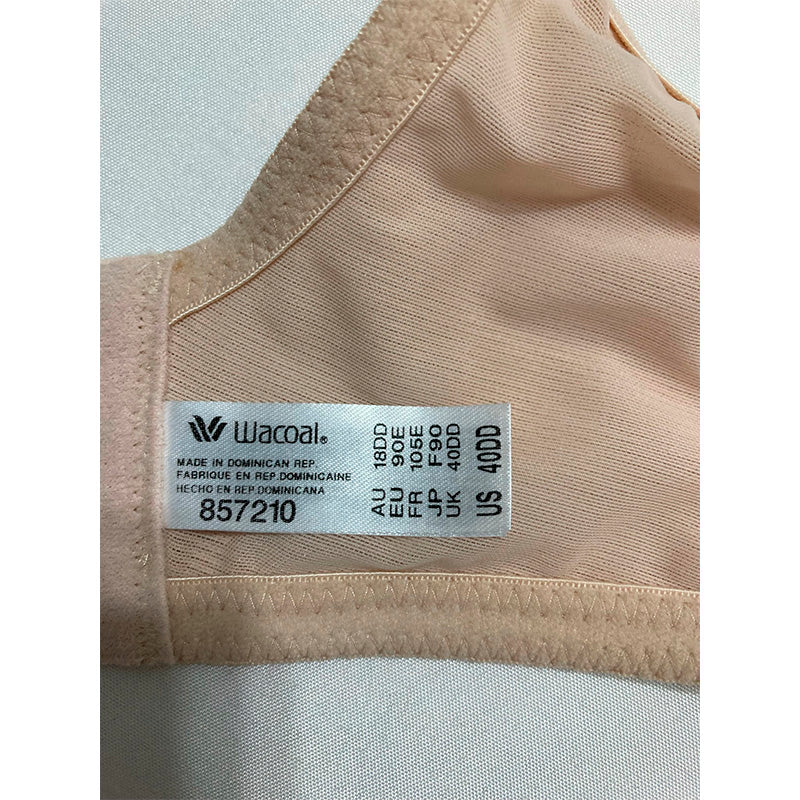 Wacoal®
MADE IN DOMINICAN REP.
FABRIQUE EN REP. DOMINICAINE
HECHO EN REP. DOMINICANA
857210
AU 18DD
EU 90E
FR 105E
JP F90
UK 40DD
US 40DD